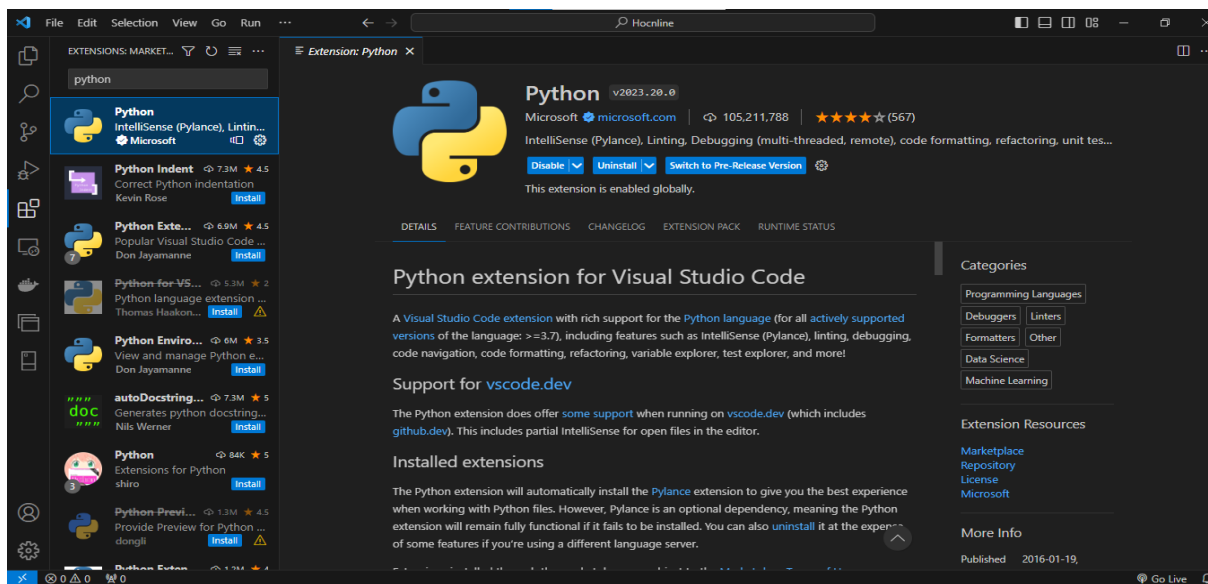 File Edit Selection View Go Run ···
Hocnline
EXTENSIONS: MARKET...
python
Python
IntelliSense (Pylance), Lintin...
Microsoft
Python Indent 7.3M ★ 4.5
Correct Python indentation
Kevin Rose Install
Python Exte... 6.9M ★ 4.5
Popular Visual Studio Code ...
Don Jayamanne Install
7
Python for VS... 5.3M ★ 2
Python language extension ...
Thomas Haakon... Install
Python Enviro... 6M ★ 3.5
View and manage Python e...
Don Jayamanne Install
""" doc """
autoDocstring... 7.3M ★ 5
Generates python docstring...
Nils Werner Install
Python 84K ★ 5
Extensions for Python
shiro Install
3
Python Previ... 1.3M ★ 4.5
Provide Preview for Python ...
dongli Install
Python Exten... 1.2M ★ 4
Extension: Python
Python v2023.20.0
Microsoft microsoft.com 105,211,788 ★★★★☆(567)
IntelliSense (Pylance), Linting, Debugging (multi-threaded, remote), code formatting, refactoring, unit tes...
Disable Uninstall Switch to Pre-Release Version
This extension is enabled globally.
DETAILS FEATURE CONTRIBUTIONS CHANGELOG EXTENSION PACK RUNTIME STATUS
Python extension for Visual Studio Code
A Visual Studio Code extension with rich support for the Python language (for all actively supported
versions of the language: >=3.7), including features such as IntelliSense (Pylance), linting, debugging,
code navigation, code formatting, refactoring, variable explorer, test explorer, and more!
Support for vscode.dev
The Python extension does offer some support when running on vscode.dev (which includes
github.dev). This includes partial IntelliSense for open files in the editor.
Installed extensions
The Python extension will automatically install the Pylance extension to give you the best experience
when working with Python files. However, Pylance is an optional dependency, meaning the Python
extension will remain fully functional if it fails to be installed. You can also uninstall it at the expense
of some features if you're using a different language server.
Categories
Programming Languages
Debuggers Linters
Formatters Other
Data Science
Machine Learning
Extension Resources
Marketplace
Repository
License
Microsoft
More Info
Published 2016-01-19,
0 0 0
Go Live